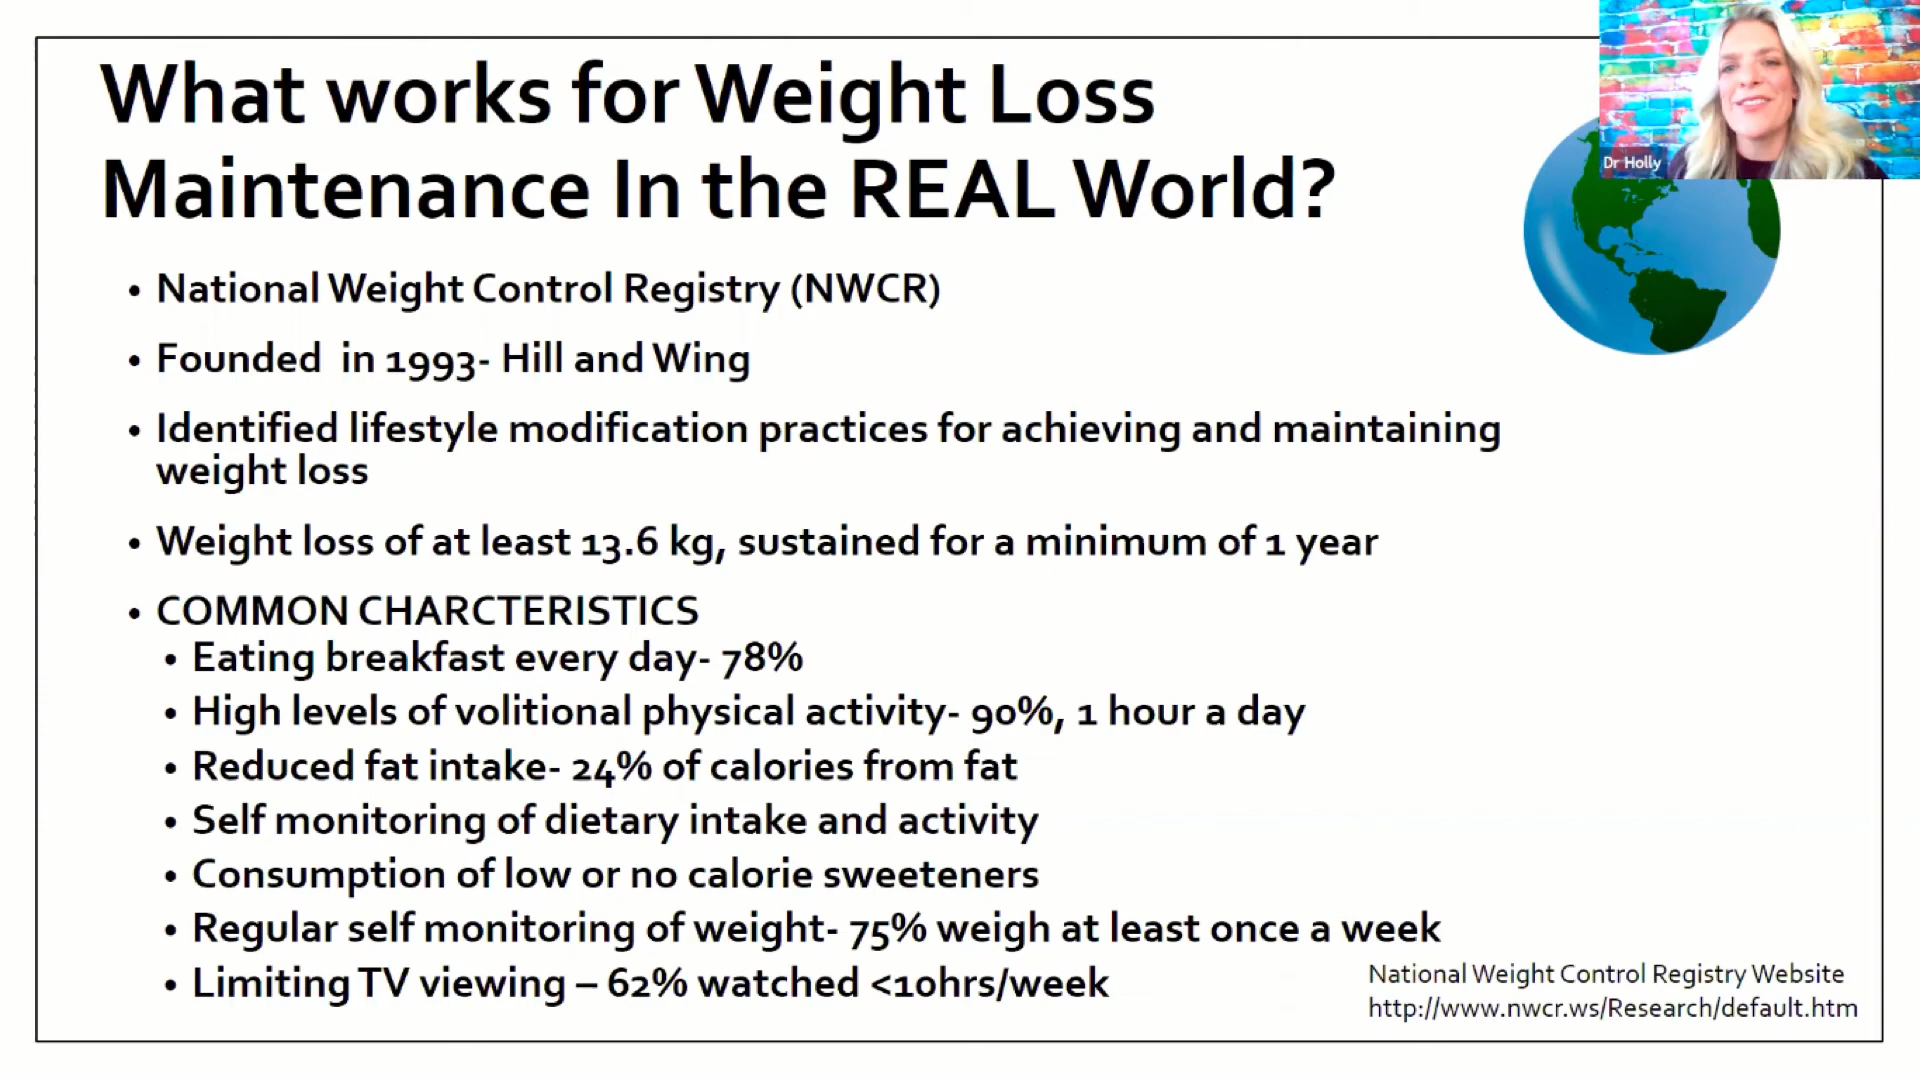 What works for Weight Loss
Maintenance In the REAL World?
Dr Holly
• National Weight Control Registry (NWCR)
• Founded  in 1993- Hill and Wing
• Identified lifestyle modification practices for achieving and maintaining
weight loss
• Weight loss of at least 13.6 kg, sustained for a minimum of 1 year
• COMMON CHARCTERISTICS
• Eating breakfast every day- 78%
• High levels of volitional physical activity- 90%, 1 hour a day
• Reduced fat intake- 24% of calories from fat
• Self monitoring of dietary intake and activity
• Consumption of low or no calorie sweeteners
• Regular self monitoring of weight- 75% weigh at least once a week
• Limiting TV viewing – 62% watched <10hrs/week
National Weight Control Registry Website
http://www.nwcr.ws/Research/default.htm